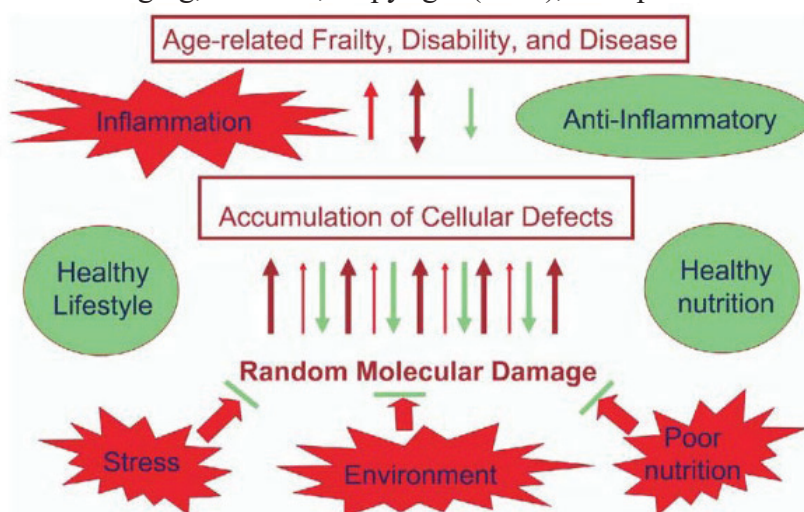 Age-related Frailty, Disability, and Disease
Inflammation
Anti-Inflammatory
Accumulation of Cellular Defects
Healthy
Lifestyle
Healthy
nutrition
Random Molecular Damage
Stress
Environment
Poor
nutrition